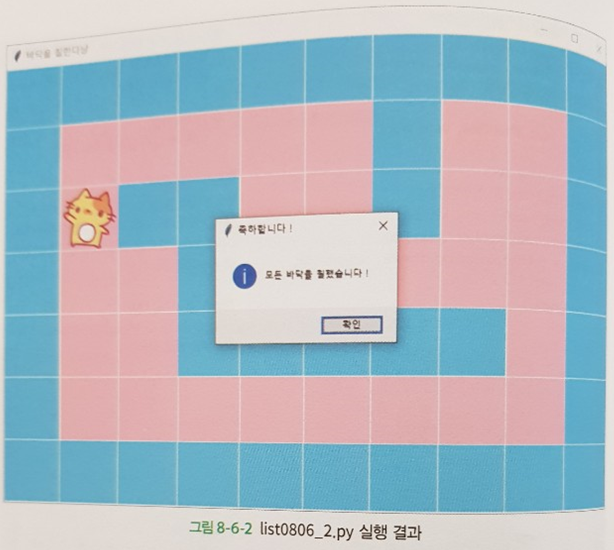 바닥을 칠한다냥
축하합니다!
모든 바닥을 칠했습니다!
확인
그림 8-6-2 list0806_2.py 실행 결과